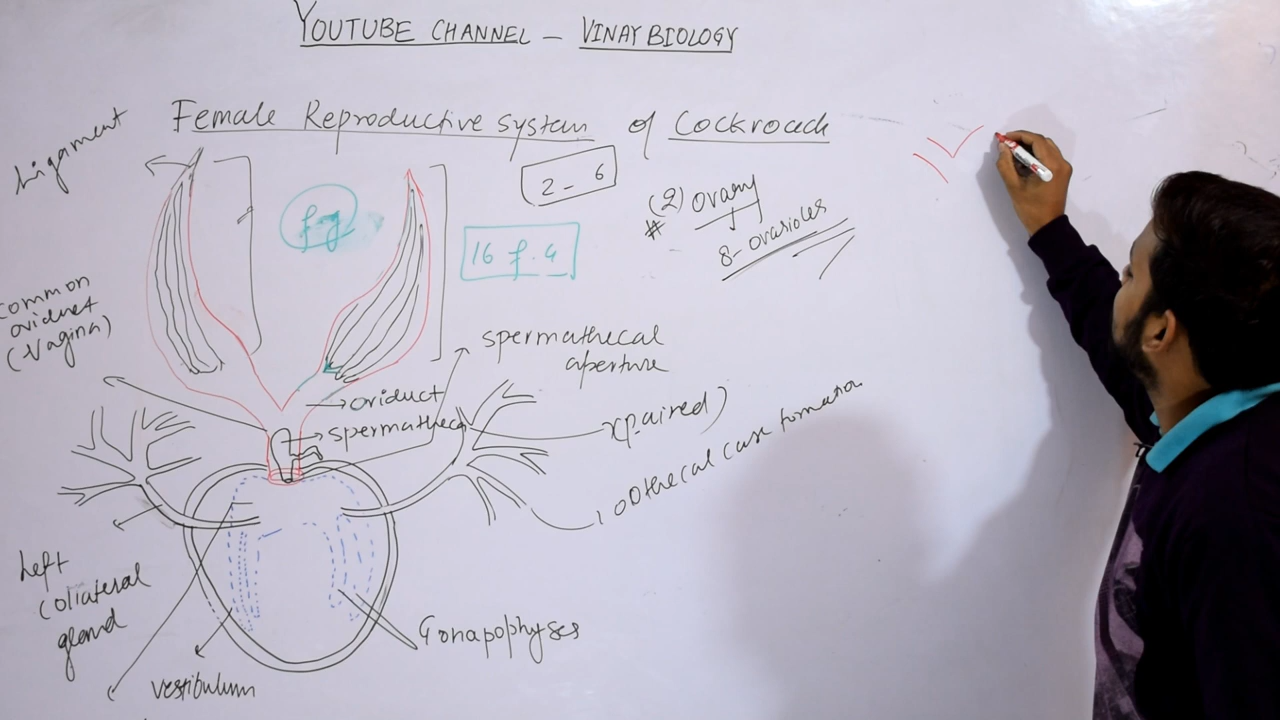 YOUTUBE CHANNEL – VINAY BIOLOGY
Female Reproductive system of Cockroach
Ligament
2 – 6
(2) ovary
#
8- ovarioles
f.g
16 f.4
common
oviduct
(vagina)
spermathecal
aperture
→ oviduct
→ spermatheca
(paired)
oothecal case formation
Left
Collateral
gland
Gonapophyses
vestibulum